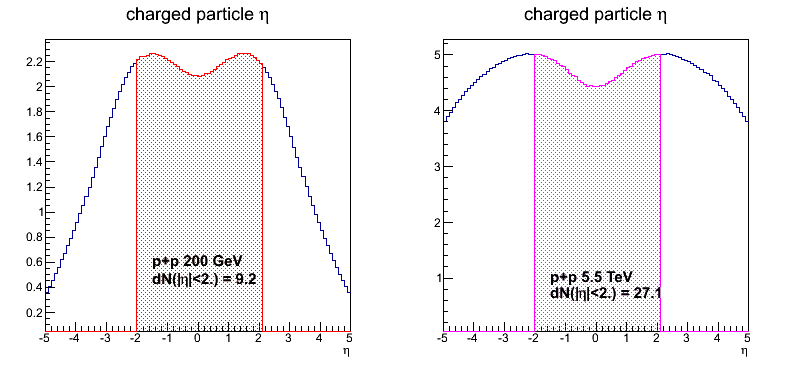 charged particle η
2.2
2
1.8
1.6
1.4
1.2
1
0.8
0.6
0.4
0.2
p+p 200 GeV
dN(|η|<2.) = 9.2
-5 -4 -3 -2 -1 0 1 2 3 4 5
η
charged particle η
5
4
3
2
1
p+p 5.5 TeV
dN(|η|<2.) = 27.1
-5 -4 -3 -2 -1 0 1 2 3 4 5
η